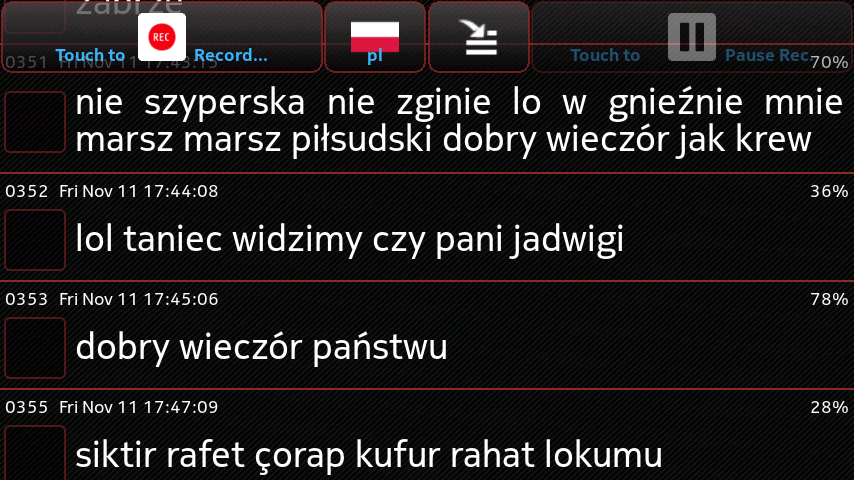 zabrze
Touch to REC Record...
pl
Touch to Pause Rec
0351 Fri Nov 11 17:43:15 70%
nie szyperska nie zginie lo w gnieźnie mnie
marsz marsz piłsudski dobry wieczór jak krew
0352 Fri Nov 11 17:44:08 36%
lol taniec widzimy czy pani jadwigi
0353 Fri Nov 11 17:45:06 78%
dobry wieczór państwu
0355 Fri Nov 11 17:47:09 28%
siktir rafet çorap kufur rahat lokumu